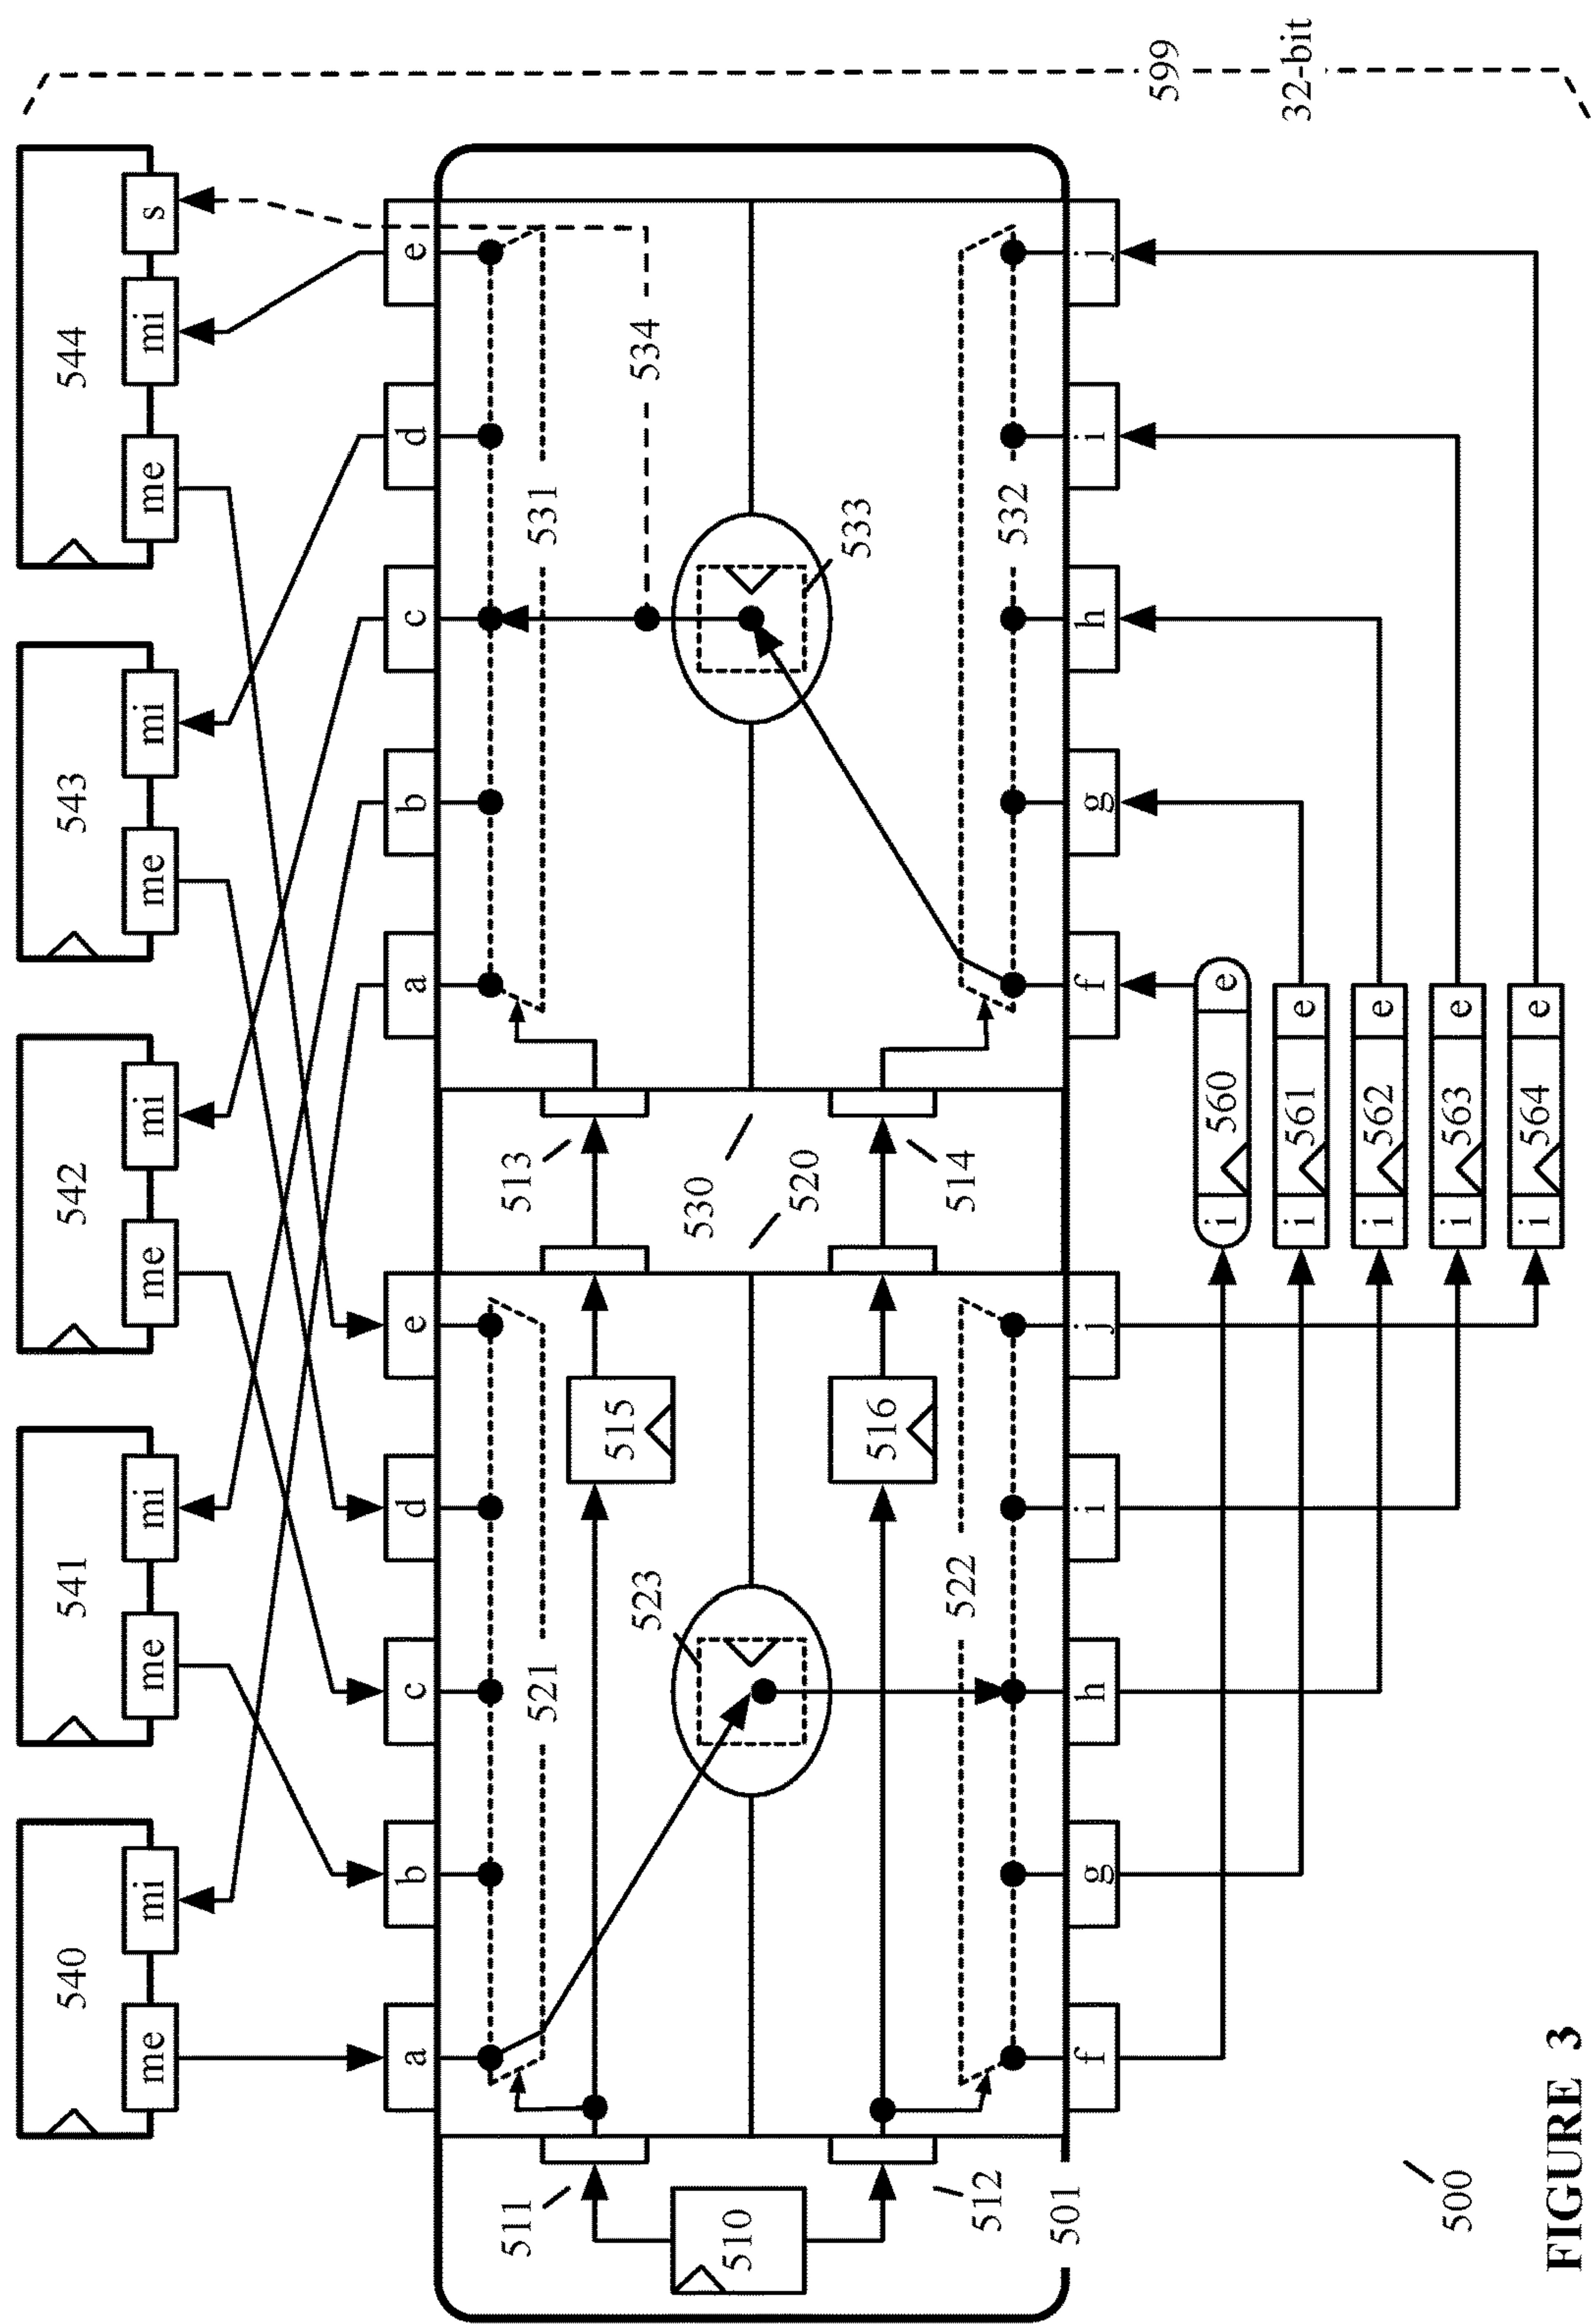 540
541
542
543
544
me
mi
me
mi
me
mi
me
mi
me
mi
s
a
b
c
d
e
a
b
c
d
e
521
531
511
515
513
534
523
533
510
530
520
512
516
514
522
532
501
f
g
h
i
j
f
g
h
i
j
i 560 e
i 561 e
i 562 e
i 563 e
i 564 e
599
32-bit
500
FIGURE 3